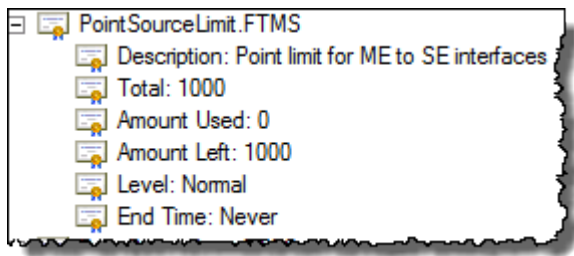 PointSourceLimit.FTMS
Description: Point limit for ME to SE interfaces
Total: 1000
Amount Used: 0
Amount Left: 1000
Level: Normal
End Time: Never